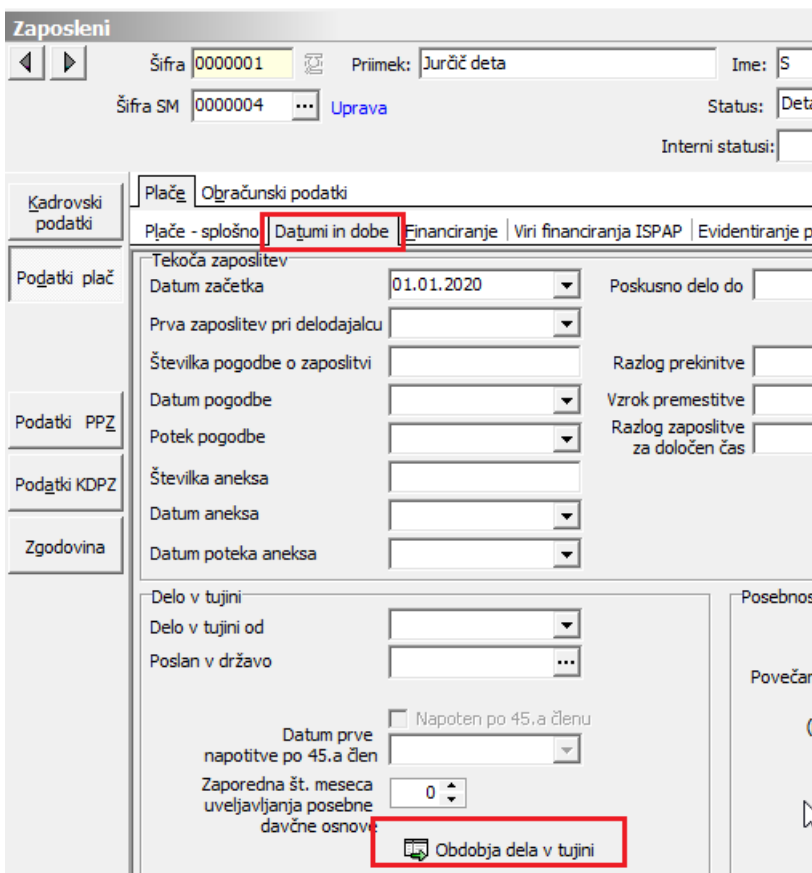 Zaposleni
Šifra 0000001 Priimek: Jurčič deta Ime: S
Šifra SM 0000004 ... Uprava Status: Deta
Interni statusi:
Kadrovski podatki
Podatki plač
Podatki PPZ
Podatki KDPZ
Zgodovina
Plače Obračunski podatki
Plače - splošno Datumi in dobe Financiranje Viri financiranja ISPAP Evidentiranje p
Tekoča zaposlitev
Datum začetka 01.01.2020 Poskusno delo do
Prva zaposlitev pri delodajalcu
Številka pogodbe o zaposlitvi Razlog prekinitve
Datum pogodbe Vzrok premestitve
Potek pogodbe Razlog zaposlitve za določen čas
Številka aneksa
Datum aneksa
Datum poteka aneksa
Delo v tujini Posebnos
Delo v tujini od
Poslan v državo ... Povečar
Napoten po 45.a členu
Datum prve
napotitve po 45.a člen
Zaporedna št. meseca 0
uveljavljanja posebne
davčne osnove
Obdobja dela v tujini